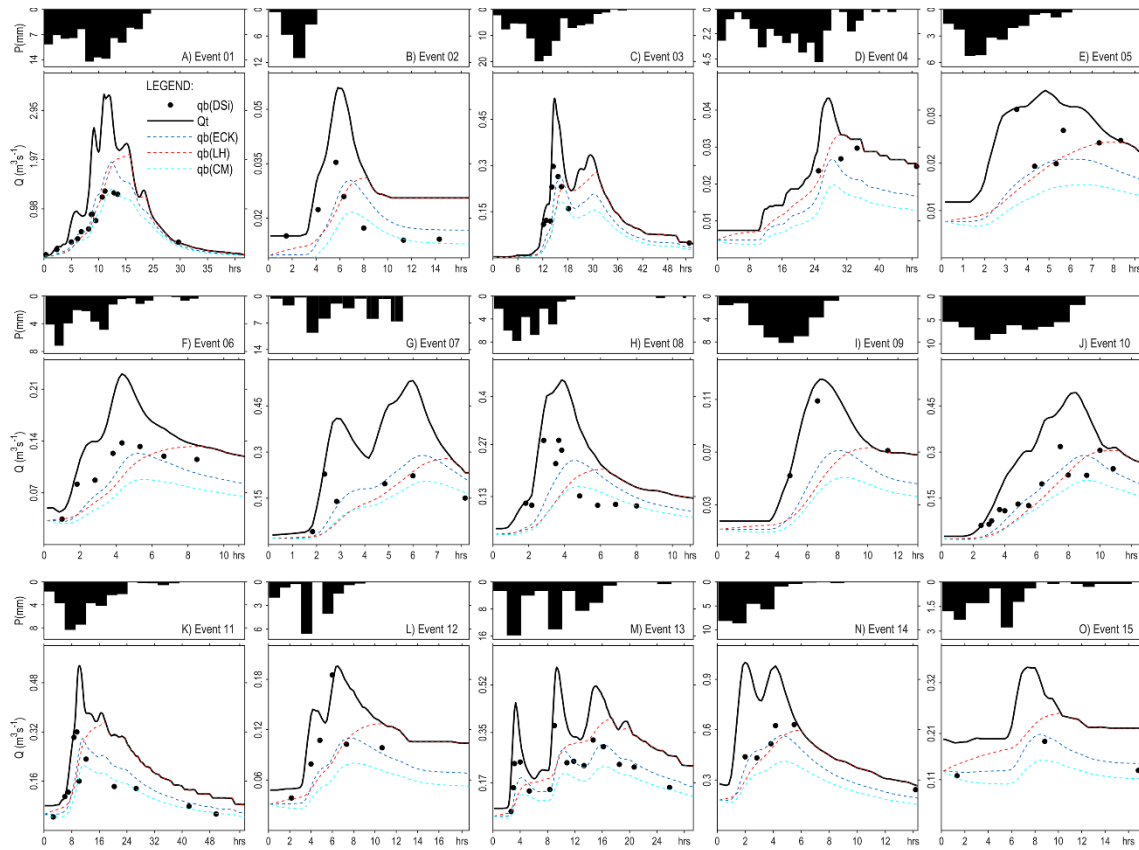 P(mm) 0 7 14 A) Event 01
0 6 12 B) Event 02
0 10 20 C) Event 03
0 2 4.5 D) Event 04
0 3 6 E) Event 05
LEGEND:
qb(DSi)
Qt
qb(ECK)
qb(LH)
qb(CM)
Q (m³s⁻¹) 0.98 1.97 2.95
0.02 0.035 0.05
0.15 0.3 0.45
0.01 0.02 0.03 0.04
0.01 0.02 0.03
0 5 10 15 20 25 30 35 hrs
0 2 4 6 8 10 12 14 hrs
0 6 12 18 24 30 36 42 48 hrs
0 8 16 24 32 40 hrs
0 1 2 3 4 5 6 7 8 hrs
P(mm) 0 4 8 F) Event 06
0 7 14 G) Event 07
0 4 8 H) Event 08
0 4 8 I) Event 09
0 5 10 J) Event 10
Q (m³s⁻¹) 0.07 0.14 0.21
0.15 0.3 0.45
0.13 0.27 0.4
0.03 0.07 0.11
0.15 0.3 0.45
0 2 4 6 8 10 hrs
0 1 2 3 4 5 6 7 hrs
0 2 4 6 8 10 hrs
0 2 4 6 8 10 12 hrs
0 2 4 6 8 10 hrs
P(mm) 0 4 8 K) Event 11
0 2 4 6 L) Event 12
0 8 16 M) Event 13
0 5 10 N) Event 14
0 1.5 3 O) Event 15
Q (m³s⁻¹) 0.16 0.32 0.48
0.06 0.12 0.18
0.17 0.35 0.52
0.3 0.6 0.9
0.11 0.21 0.32
0 6 12 18 24 30 36 42 48 hrs
0 2 4 6 8 10 12 14 16 hrs
0 4 8 12 16 20 24 28 hrs
0 2 4 6 8 10 12 14 hrs
0 2 4 6 8 10 12 14 16 hrs